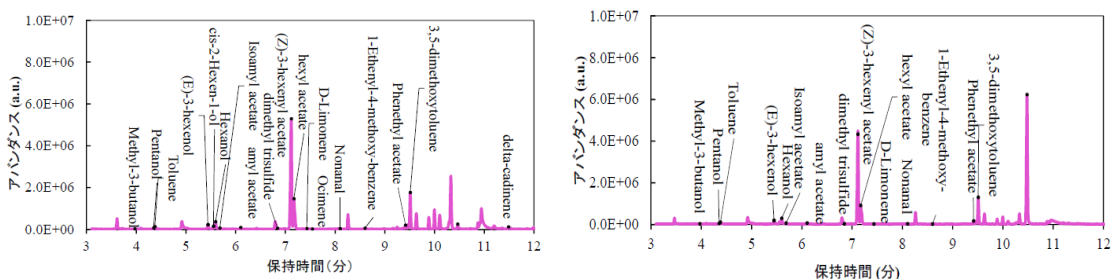 1.0E+07
8.0E+06
6.0E+06
4.0E+06
2.0E+06
0.0E+00
アバンダンス (a.u.)
Methyl-3-butanol
Pentanol
Toluene
(E)-3-hexenol
cis-2-Hexen-1-ol
Hexanol
Isoamyl acetate
amyl acetate
dimethyl trisulfide
(Z)-3-hexenyl acetate
hexyl acetate
D-Limonene
Ocimene
Nonanal
1-Ethenyl-4-methoxy-benzene
Phenethyl acetate
3,5-dimethoxytoluene
delta-cadinene
3 4 5 6 7 8 9 10 11 12
保持時間（分）
1.0E+07
8.0E+06
6.0E+06
4.0E+06
2.0E+06
0.0E+00
アバンダンス (a.u.)
Methyl-3-butanol
Pentanol
Toluene
(E)-3-hexenol
Hexanol
Isoamyl acetate
amyl acetate
dimethyl trisulfide
(Z)-3-hexenyl acetate
hexyl acetate
D-Limonene
Nonanal
1-Ethenyl-4-methoxy-
benzene
Phenethyl acetate
3,5-dimethoxytoluene
3 4 5 6 7 8 9 10 11 12
保持時間 (分)